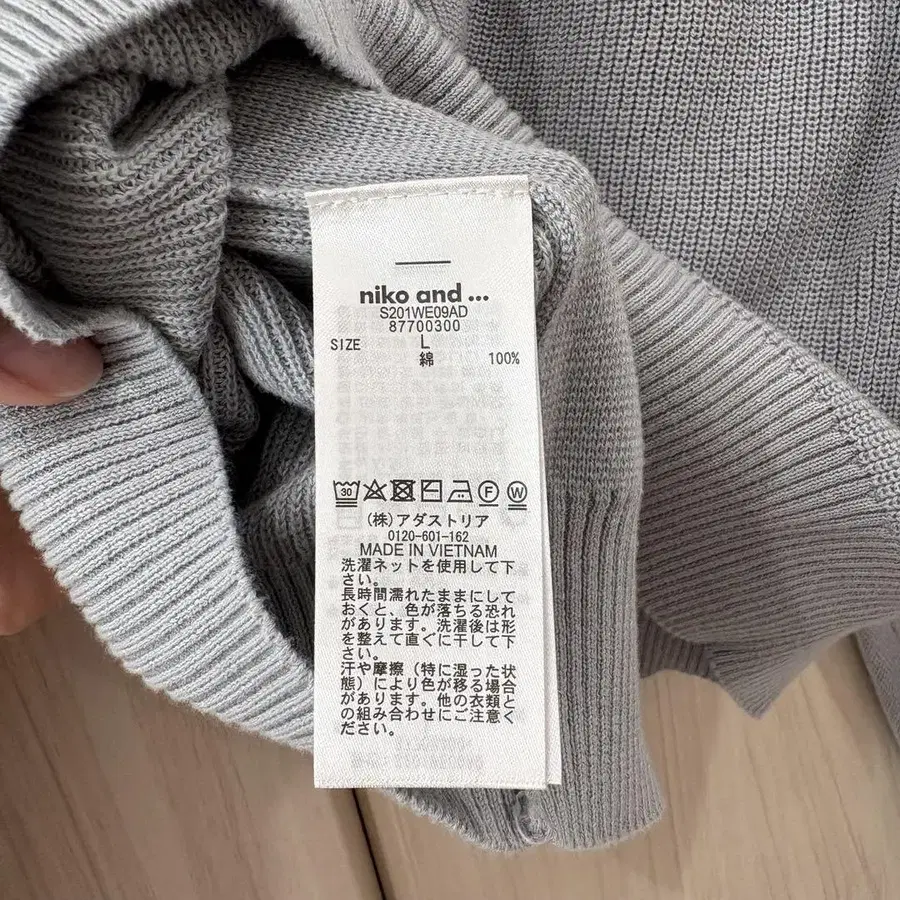 niko and ...
S201WE09AD
87700300
SIZE L
綿 100%
30 F W
(株)アダストリア
0120-601-162
MADE IN VIETNAM
洗濯ネットを使用して下
さい。
長時間濡れたままにして
おくと、色が落ちる恐れ
があります。洗濯後は形
を整えて直ぐに干して下
さい。
汗や摩擦（特に湿った状
態）により色が移る場合
があります。他の衣類と
の組み合わせにご注意く
ださい。